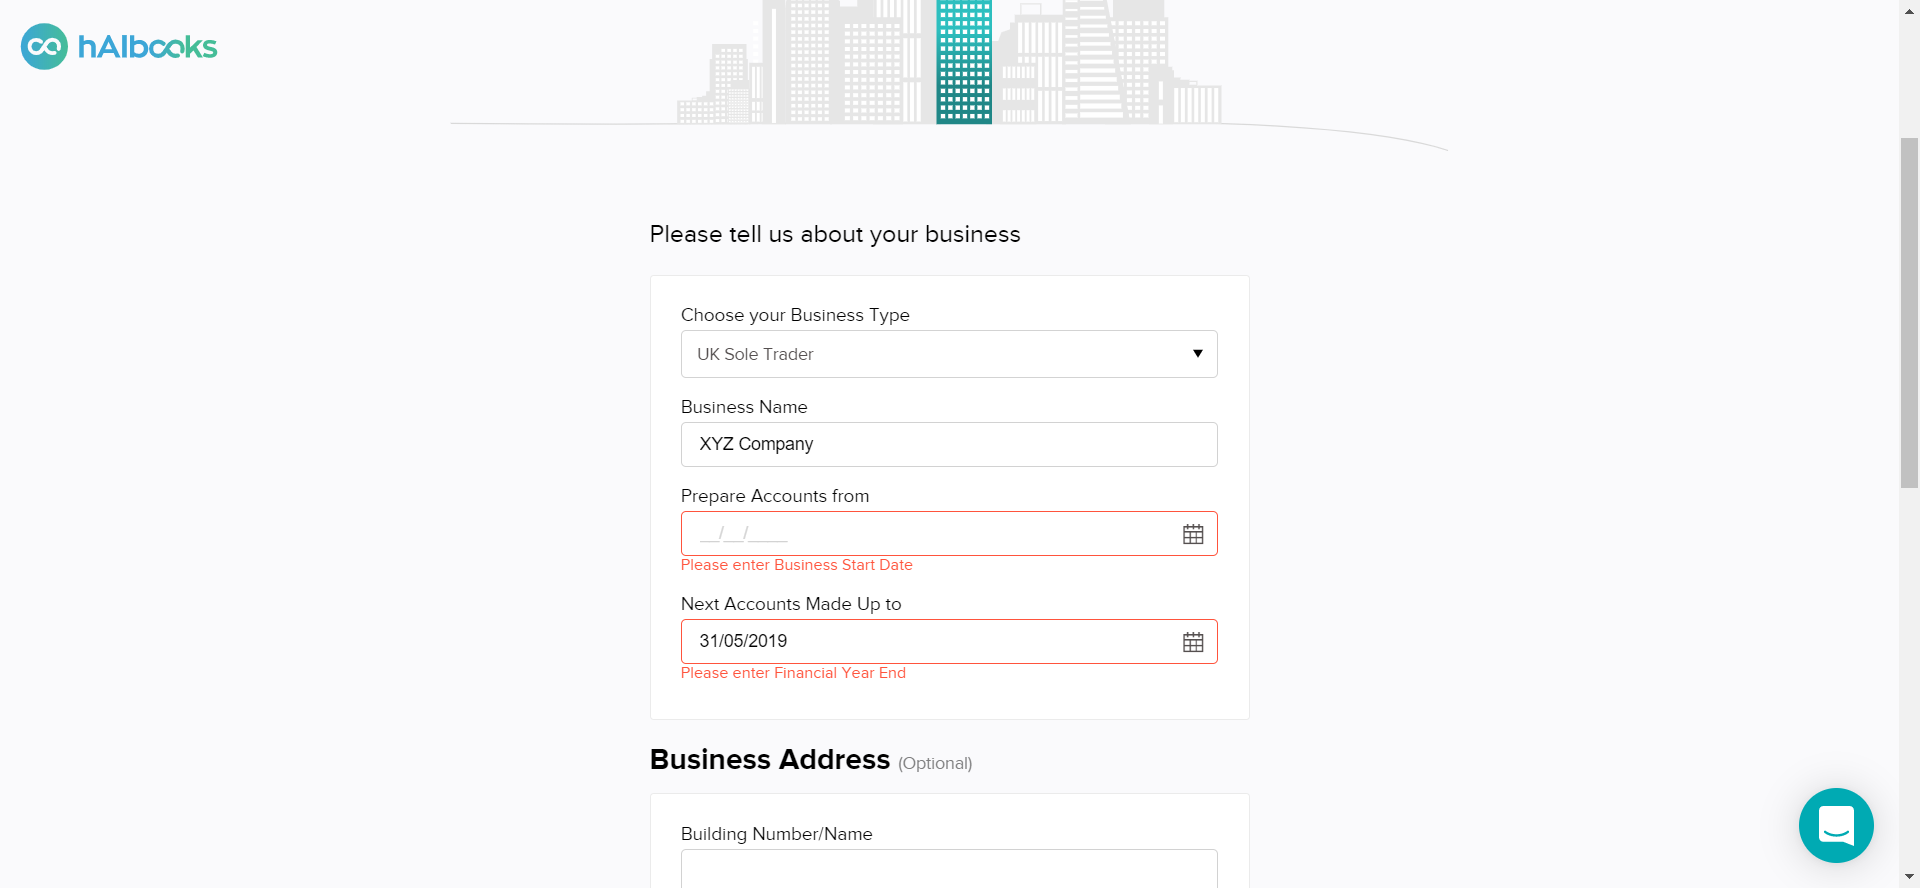 hAIbooks
Please tell us about your business
Choose your Business Type
UK Sole Trader
Business Name
XYZ Company
Prepare Accounts from
__/__/____
Please enter Business Start Date
Next Accounts Made Up to
31/05/2019
Please enter Financial Year End
Business Address (Optional)
Building Number/Name